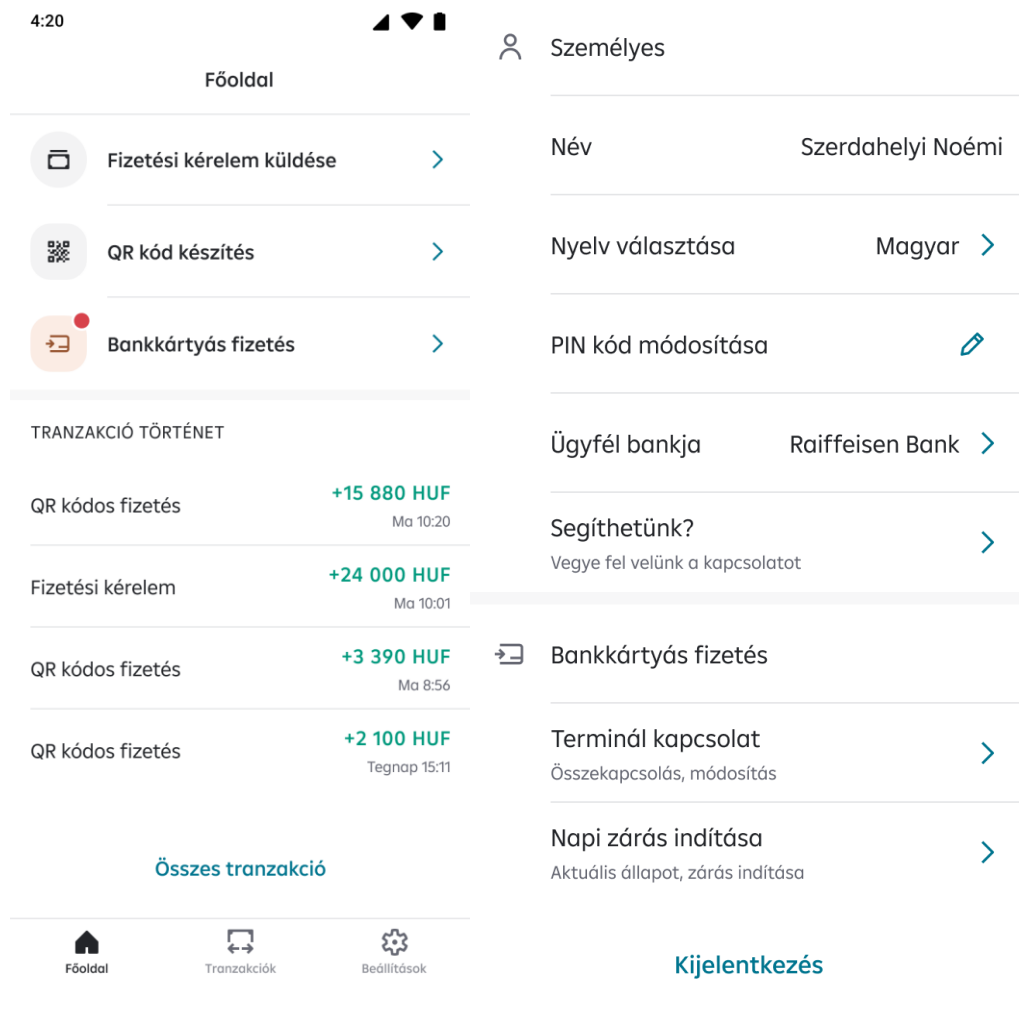 4:20
Főoldal
Fizetési kérelem küldése
QR kód készítés
Bankkártyás fizetés
TRANZAKCIÓ TÖRTÉNET
QR kódos fizetés
+15 880 HUF
Ma 10:20
Fizetési kérelem
+24 000 HUF
Ma 10:01
QR kódos fizetés
+3 390 HUF
Ma 8:56
QR kódos fizetés
+2 100 HUF
Tegnap 15:11
Összes tranzakció
Főoldal
Tranzakciók
Beállítások
Személyes
Név Szerdahelyi Noémi
Nyelv választása Magyar
PIN kód módosítása
Ügyfél bankja Raiffeisen Bank
Segíthetünk?
Vegye fel velünk a kapcsolatot
Bankkártyás fizetés
Terminál kapcsolat
Összekapcsolás, módosítás
Napi zárás indítása
Aktuális állapot, zárás indítása
Kijelentkezés